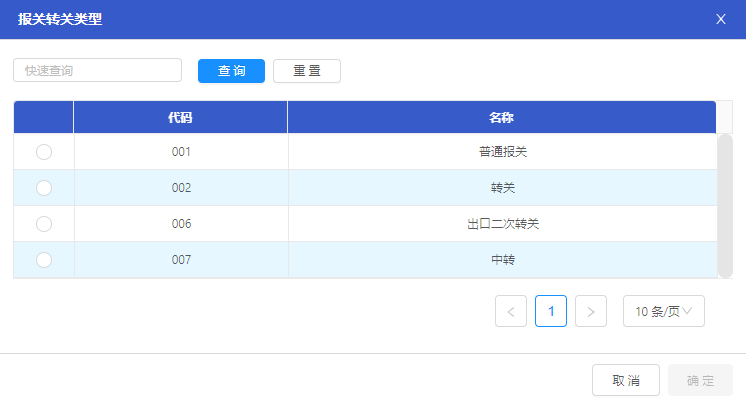 报关转关类型 X
快速查询 查 询 重 置
代码 名称
001 普通报关
002 转关
006 出口二次转关
007 中转
< 1 > 10 条/页
取 消 确 定